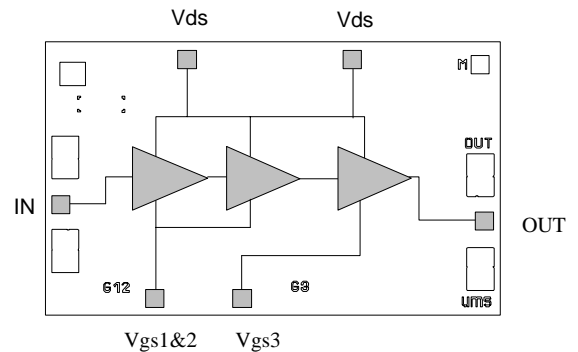 Vds Vds
M
OUT
IN
OUT
G12 G3
ums
Vgs1&2 Vgs3